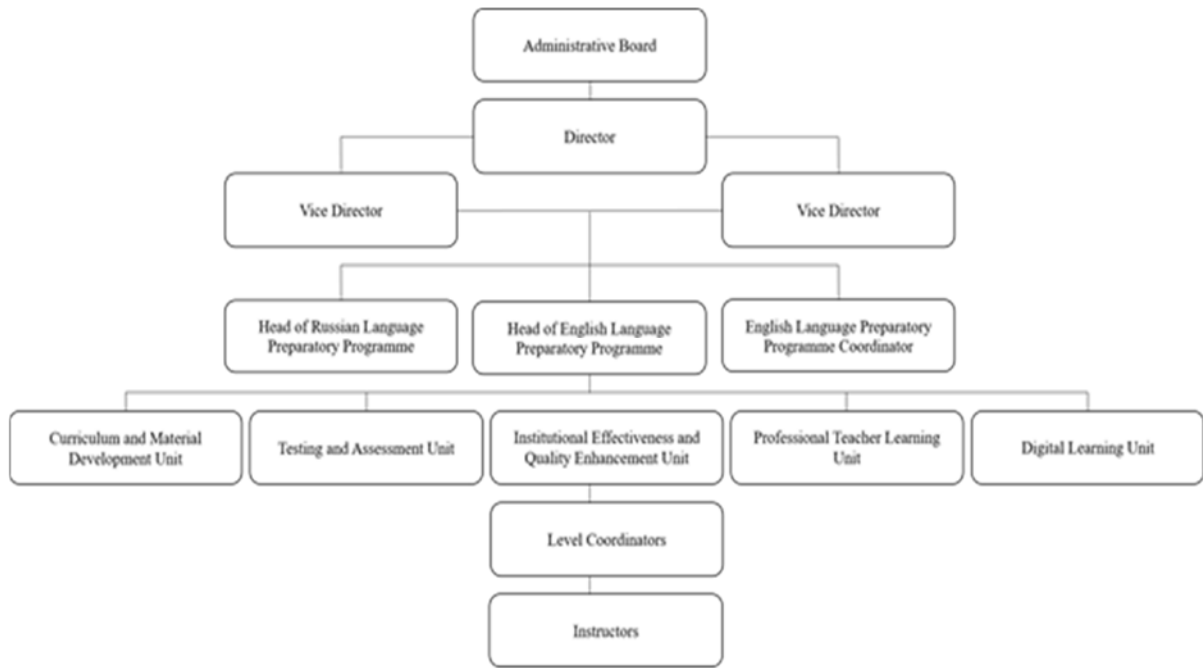 Administrative Board
Director
Vice Director
Vice Director
Head of Russian Language
Preparatory Programme
Head of English Language
Preparatory Programme
English Language Preparatory
Programme Coordinator
Curriculum and Material
Development Unit
Testing and Assessment Unit
Institutional Effectiveness and
Quality Enhancement Unit
Professional Teacher Learning
Unit
Digital Learning Unit
Level Coordinators
Instructors